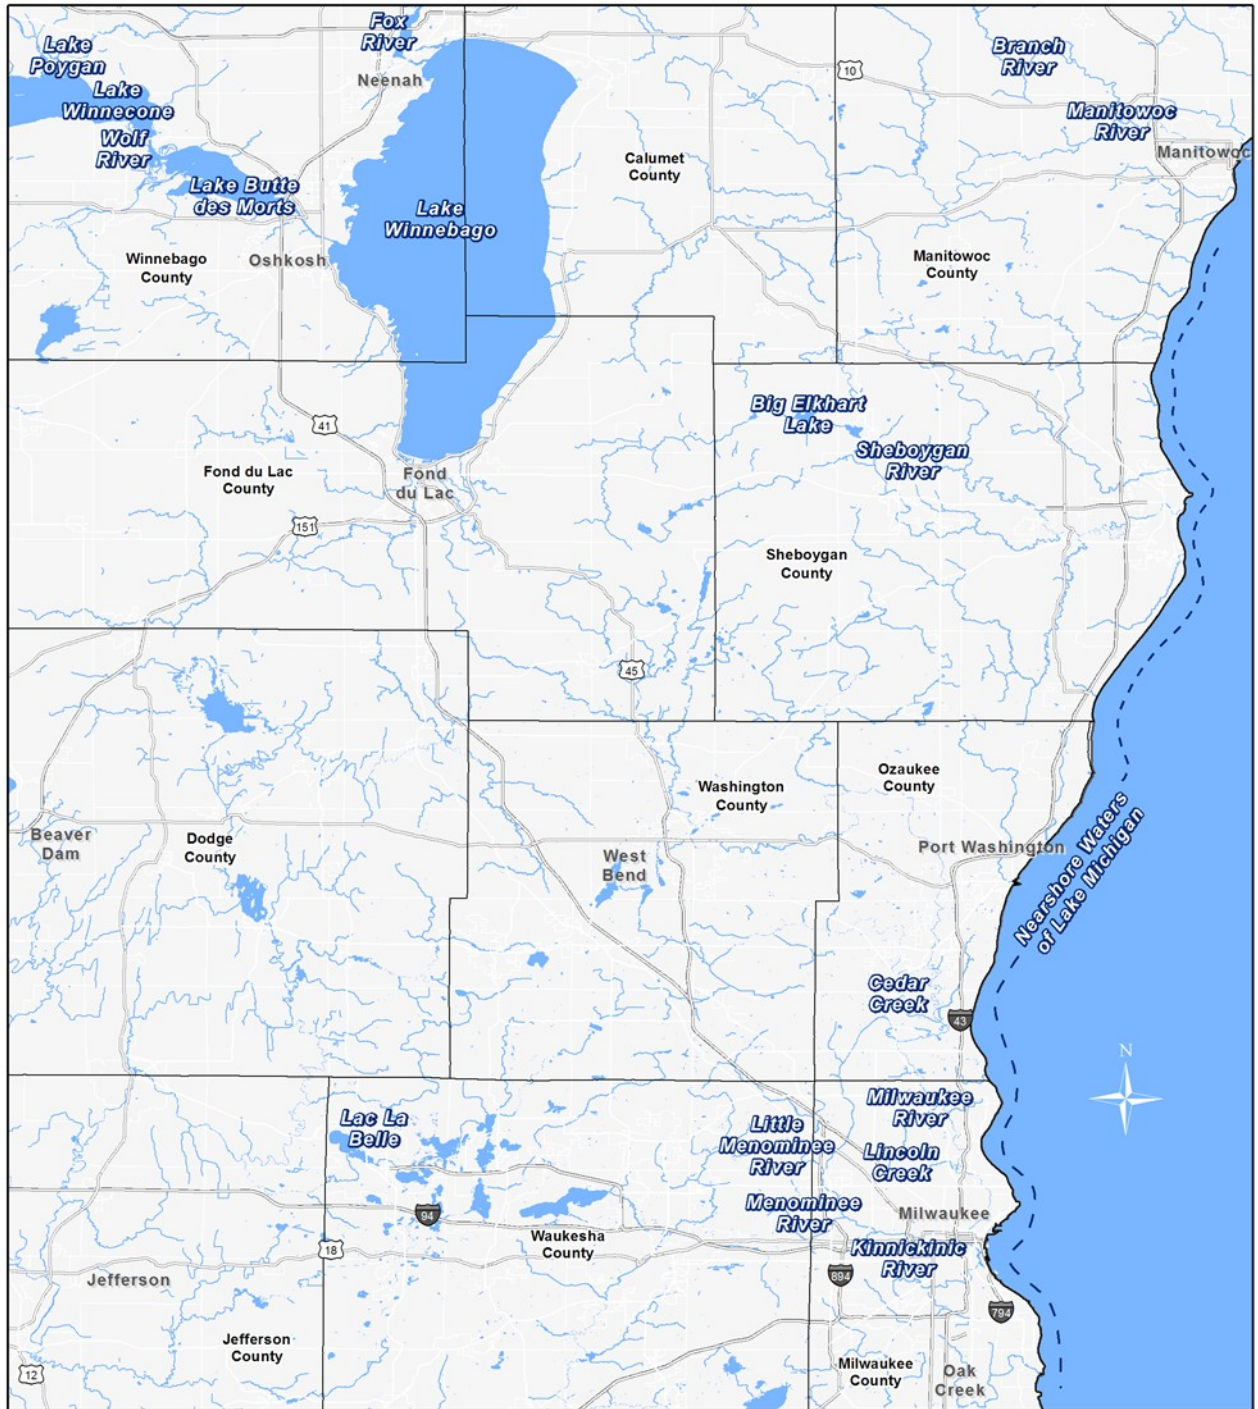 Fox
River
Lake
Poygan
Branch
River
Neenah
10
Lake
Winnecone
Manitowoc
River
Wolf
River
Manitowoc
Calumet
County
Lake Butte
des Morts
Lake
Winnebago
Winnebago
County
Oshkosh
Manitowoc
County
Big Elkhart
Lake
41
Sheboygan
River
Fond du Lac
County
Fond
du Lac
151
Sheboygan
County
45
Washington
County
Ozaukee
County
Nearshore Waters
of Lake Michigan
Beaver
Dam
Dodge
County
West
Bend
Port Washington
Cedar
Creek
43
N
Lac La
Belle
Little
Menominee
River
Milwaukee
River
Lincoln
Creek
94
Menominee
River
Milwaukee
18
Waukesha
County
Kinnickinic
River
Jefferson
894
794
Jefferson
County
12
Milwaukee
County
Oak
Creek